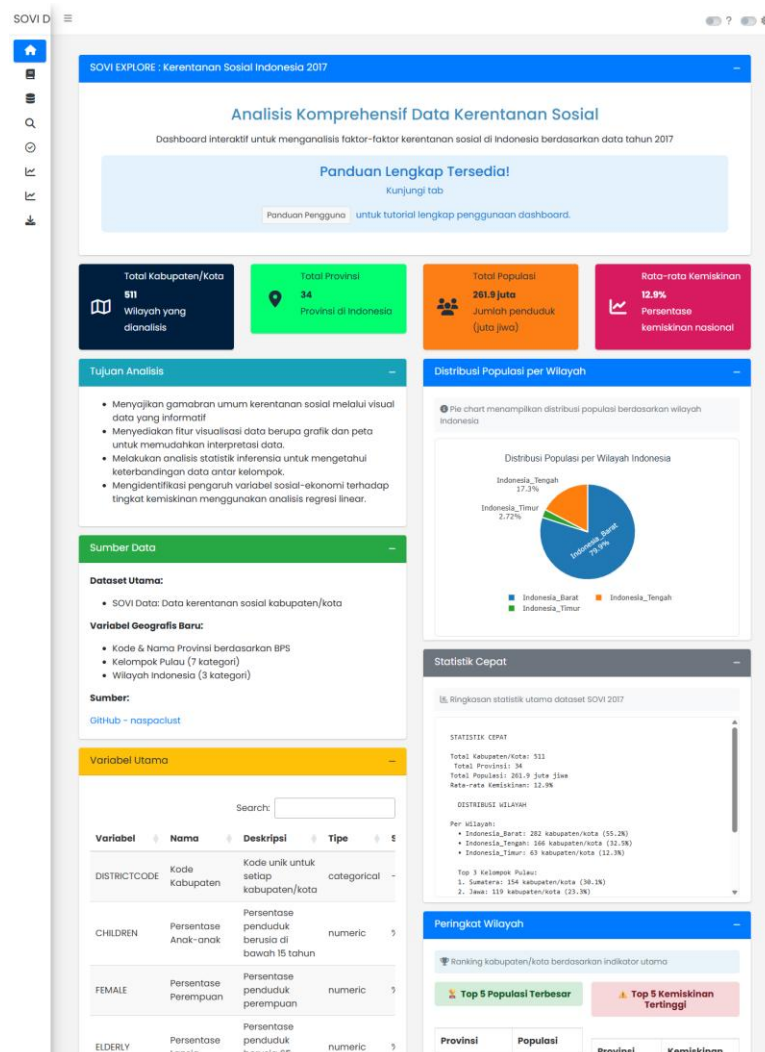 SOVI D
?
SOVI EXPLORE : Kerentanan Sosial Indonesia 2017
Analisis Komprehensif Data Kerentanan Sosial
Dashboard interaktif untuk menganalisis faktor-faktor kerentanan sosial di Indonesia berdasarkan data tahun 2017
Panduan Lengkap Tersedia!
Kunjungi tab
Panduan Pengguna untuk tutorial lengkap penggunaan dashboard.
Total Kabupaten/Kota
511
Wilayah yang
dianalisis
Total Provinsi
34
Provinsi di Indonesia
Total Populasi
261.9 juta
Jumlah penduduk
(juta jiwa)
Rata-rata Kemiskinan
12.9%
Persentase
kemiskinan nasional
Tujuan Analisis
• Menyajikan gamabran umum kerentanan sosial melalui visual
data yang informatif
• Menyediakan fitur visualisasi data berupa grafik dan peta
untuk memudahkan interpretasi data.
• Melakukan analisis statistik inferensia untuk mengetahui
keterbandingan data antar kelompok.
• Mengidentifikasi pengaruh variabel sosial-ekonomi terhadap
tingkat kemiskinan menggunakan analisis regresi linear.
Sumber Data
Dataset Utama:
• SOVI Data: Data kerentanan sosial kabupaten/kota
Variabel Geografis Baru:
• Kode & Nama Provinsi berdasarkan BPS
• Kelompok Pulau (7 kategori)
• Wilayah Indonesia (3 kategori)
Sumber:
GitHub - naspaclust
Variabel Utama
Search:
Variabel Nama Deskripsi Tipe S
DISTRICTCODE
Kode
Kabupaten
Kode unik untuk
setiap
kabupaten/kota
categorical
-
CHILDREN
Persentase
Anak-anak
Persentase
penduduk
berusia di
bawah 15 tahun
numeric
FEMALE
Persentase
Perempuan
Persentase
penduduk
perempuan
numeric
ELDERLY
Persentase
Persentase
penduduk
numeric
Distribusi Populasi per Wilayah
Pie chart menampilkan distribusi populasi berdasarkan wilayah
Indonesia
Distribusi Populasi per Wilayah Indonesia
Indonesia_Tengah
17.3%
Indonesia_Timur
2.72%
Indonesia_Barat
79.9%
Indonesia_Barat Indonesia_Tengah
Indonesia_Timur
Statistik Cepat
Ringkasan statistik utama dataset SOVI 2017
STATISTIK CEPAT
Total Kabupaten/Kota: 511
Total Provinsi: 34
Total Populasi: 261.9 juta jiwa
Rata-rata Kemiskinan: 12.9%
DISTRIBUSI WILAYAH
Per Wilayah:
• Indonesia_Barat: 282 kabupaten/kota (55.2%)
• Indonesia_Tengah: 166 kabupaten/kota (32.5%)
• Indonesia_Timur: 63 kabupaten/kota (12.3%)
Top 3 Kelompok Pulau:
1. Sumatera: 154 kabupaten/kota (30.1%)
2. Jawa: 119 kabupaten/kota (23.3%)
Peringkat Wilayah
Ranking kabupaten/kota berdasarkan indikator utama
Top 5 Populasi Terbesar
Top 5 Kemiskinan
Tertinggi
Provinsi Populasi
Provinsi Kemiskinan